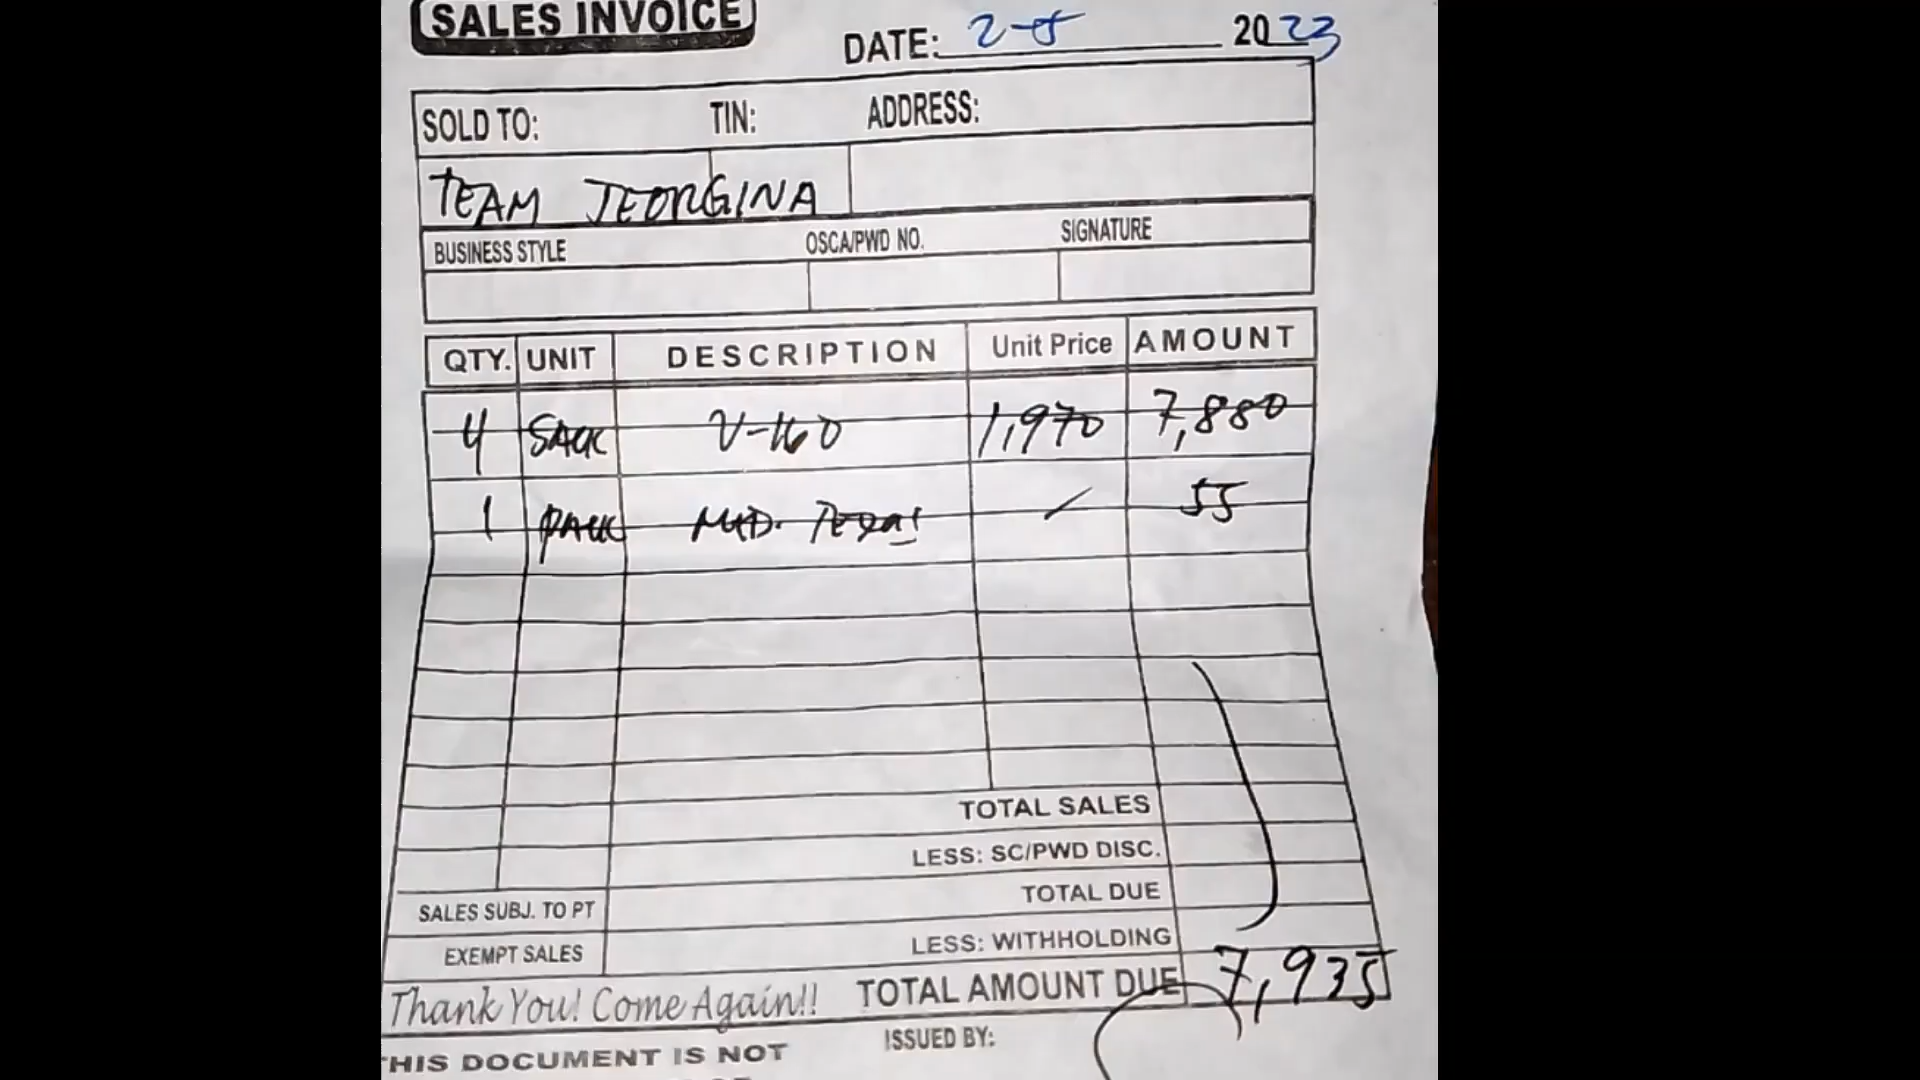 SALES INVOICE
DATE: 2-5 2023
SOLD TO: TIN: ADDRESS:
TEAM JEORGINA
BUSINESS STYLE OSCA/PWD NO. SIGNATURE
QTY. UNIT DESCRIPTION Unit Price AMOUNT
4 SACK V-160 1,970 7,880
1 PACK 55
TOTAL SALES
LESS: SC/PWD DISC.
SALES SUBJ. TO PT TOTAL DUE
EXEMPT SALES LESS: WITHHOLDING
Thank You! Come Again!! TOTAL AMOUNT DUE 7,935
ISSUED BY:
THIS DOCUMENT IS NOT